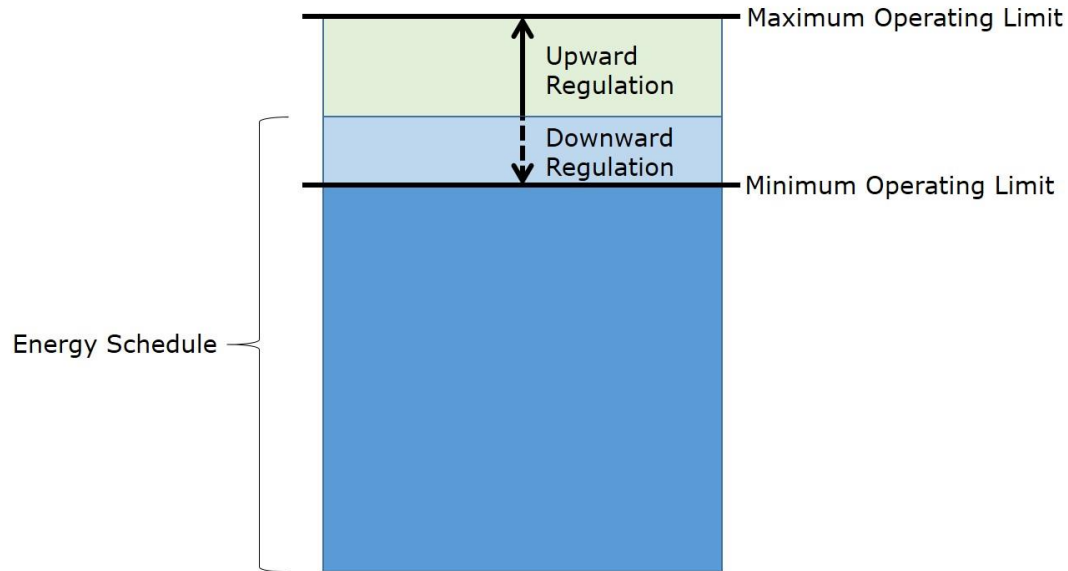 Maximum Operating Limit
Upward
Regulation
Downward
Regulation
Minimum Operating Limit
Energy Schedule